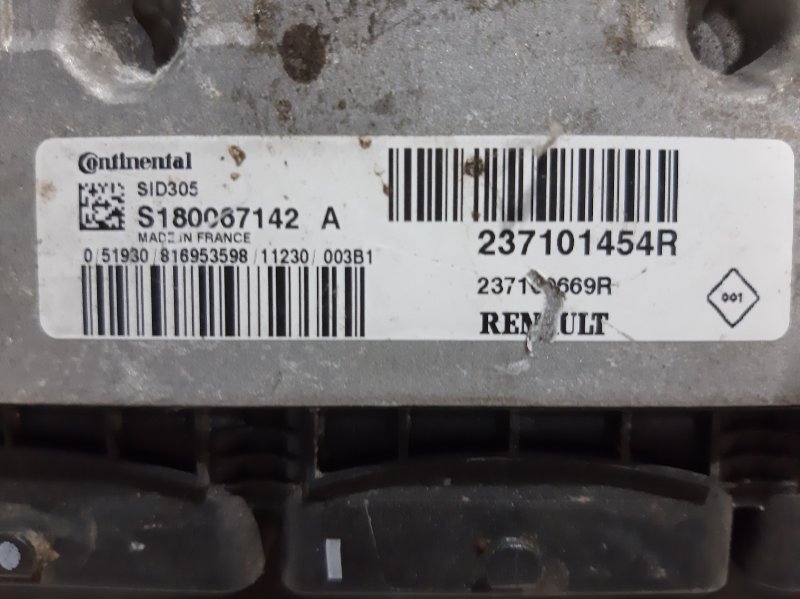 Continental
SID305
S180067142 A
MADE IN FRANCE
0/51930/816953598/11230/003B1
237101454R
RENAULT
001